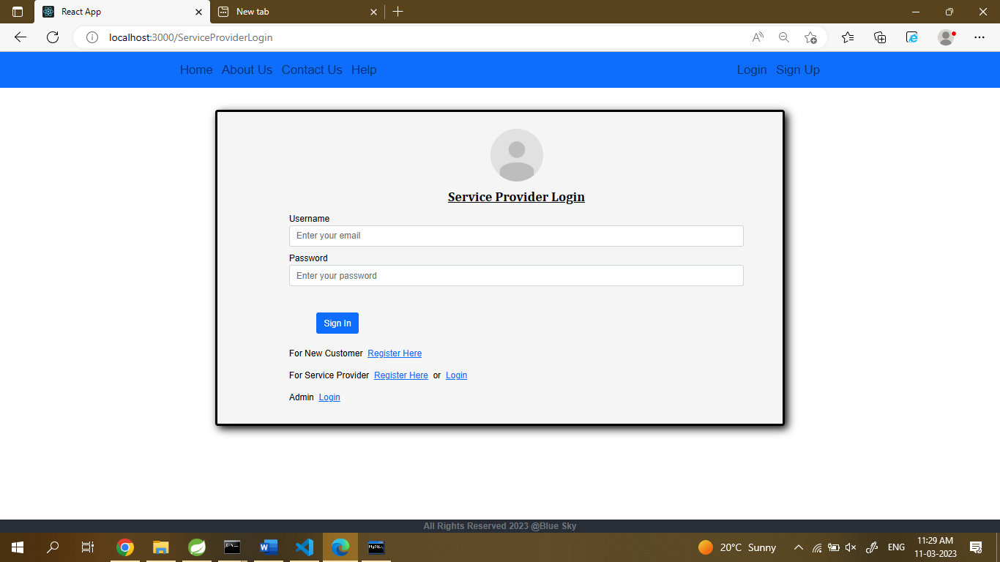 React App
New tab
localhost:3000/ServiceProviderLogin
Home About Us Contact Us Help Login Sign Up
Service Provider Login
Username
Enter your email
Password
Enter your password
Sign In
For New Customer Register Here
For Service Provider Register Here or Login
Admin Login
All Rights Reserved 2023 @Blue Sky
20°C Sunny
ENG
11:29 AM
11-03-2023